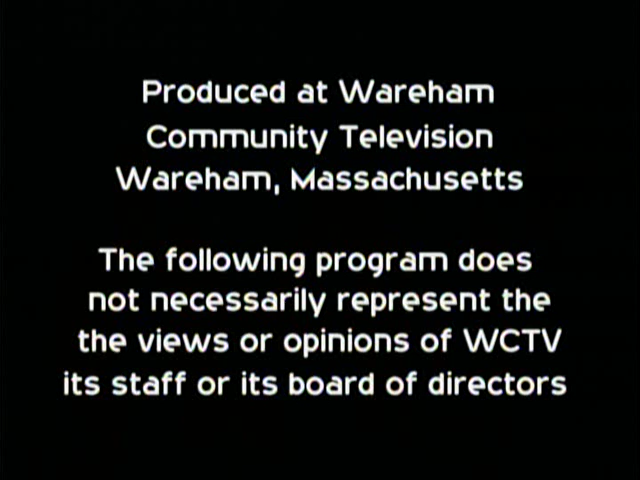 Produced at Wareham
Community Television
Wareham, Massachusetts
The following program does
not necessarily represent the
the views or opinions of WCTV
its staff or its board of directors